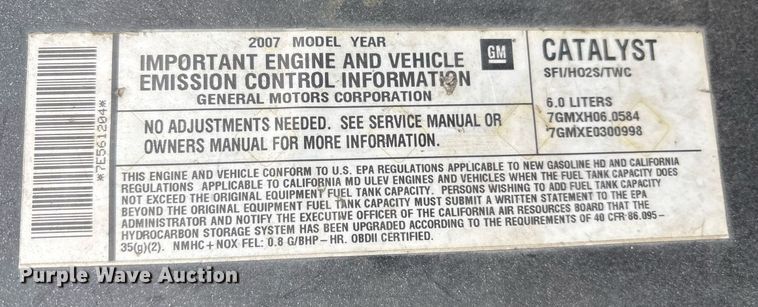 *7E561204*
2007 MODEL YEAR
IMPORTANT ENGINE AND VEHICLE
EMISSION CONTROL INFORMATION
GENERAL MOTORS CORPORATION
GM
CATALYST
SFI/HO2S/TWC
6.0 LITERS
7GMXH06.0584
7GMXE0300998
NO ADJUSTMENTS NEEDED. SEE SERVICE MANUAL OR
OWNERS MANUAL FOR MORE INFORMATION.
THIS ENGINE AND VEHICLE CONFORM TO U.S. EPA REGULATIONS APPLICABLE TO NEW GASOLINE HD AND CALIFORNIA
REGULATIONS APPLICABLE TO CALIFORNIA MD ULEV ENGINES AND VEHICLES WHEN THE FUEL TANK CAPACITY DOES
NOT EXCEED THE ORIGINAL EQUIPMENT FUEL TANK CAPACITY. PERSONS WISHING TO ADD FUEL TANK CAPACITY
BEYOND THE ORIGINAL EQUIPMENT FUEL TANK CAPACITY MUST SUBMIT A WRITTEN STATEMENT TO THE EPA
ADMINISTRATOR AND NOTIFY THE EXECUTIVE OFFICER OF THE CALIFORNIA AIR RESOURCES BOARD THAT THE
HYDROCARBON STORAGE SYSTEM HAS BEEN UPGRADED ACCORDING TO THE REQUIREMENTS OF 40 CFR 86.095-
35(g)(2). NMHC + NOX FEL: 0.8 G/BHP - HR. OBDII CERTIFIED.
Purple Wave Auction